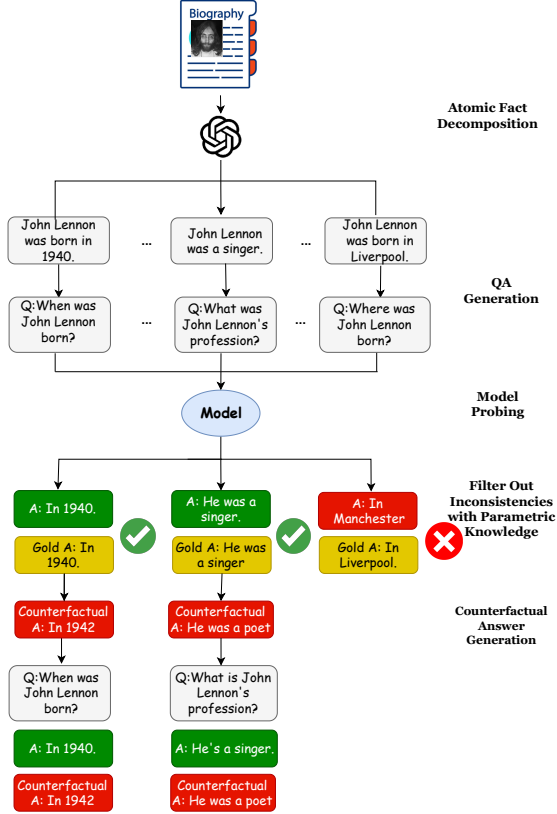 Biography
Atomic Fact
Decomposition
John Lennon
was born in
1940.
...
John Lennon
was a singer.
...
John Lennon
was born in
Liverpool.
QA
Generation
Q:When was
John Lennon
born?
...
Q:What was
John Lennon's
profession?
...
Q:Where was
John Lennon
born?
Model
Probing
Model
A: In 1940.
A: He was a
singer.
A: In
Manchester
Filter Out
Inconsistencies
with Parametric
Knowledge
Gold A: In
1940.
Gold A: He was
a singer
Gold A: In
Liverpool.
Counterfactual
A: In 1942
Counterfactual
A: He was a poet
Counterfactual
Answer
Generation
Q:When was
John Lennon
born?
Q:What is John
Lennon's
profession?
A: In 1940.
A: He's a singer.
Counterfactual
A: In 1942
Counterfactual
A: He was a poet